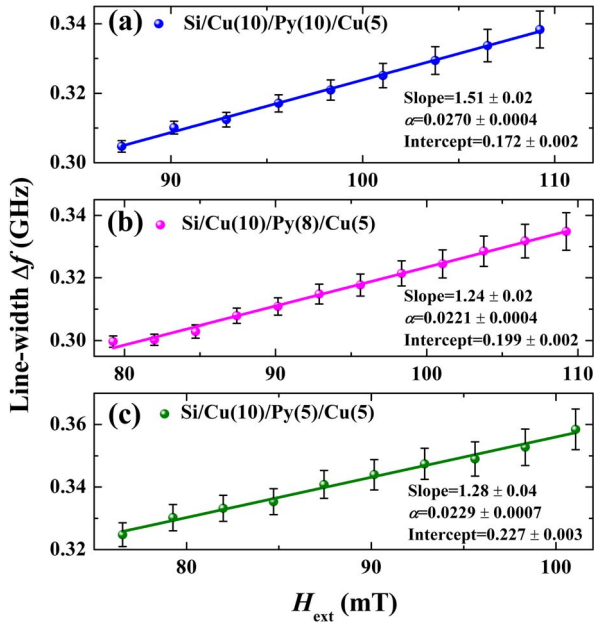 (a) Si/Cu(10)/Py(10)/Cu(5)
0.34
0.32
0.30
Slope=1.51 ± 0.02
α=0.0270 ± 0.0004
Intercept=0.172 ± 0.002
90 100 110
(b) Si/Cu(10)/Py(8)/Cu(5)
0.34
0.32
0.30
Slope=1.24 ± 0.02
α=0.0221 ± 0.0004
Intercept=0.199 ± 0.002
80 90 100 110
Line-width Δf (GHz)
(c) Si/Cu(10)/Py(5)/Cu(5)
0.36
0.34
0.32
Slope=1.28 ± 0.04
α=0.0229 ± 0.0007
Intercept=0.227 ± 0.003
80 90 100
Hext (mT)